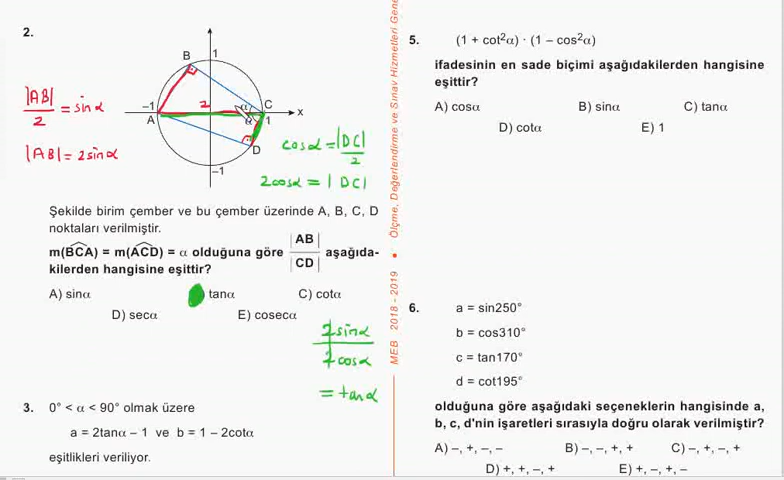 2.
B
1
|AB|
2
= sinα
|AB| = 2sinα
2
α
C
x
-1
A
1
α
D
-1
cosα = |DC|
2
2cosα = |DC|
Şekilde birim çember ve bu çember üzerinde A, B, C, D
noktaları verilmiştir.
m(BCA) = m(ACD) = α olduğuna göre |AB| / |CD| aşağıda-
kilerden hangisine eşittir?
A) sinα tanα C) cotα
D) secα E) cosecα
2sinα
2cosα
= tanα
3. 0° < α < 90° olmak üzere
a = 2tanα – 1 ve b = 1 – 2cotα
eşitlikleri veriliyor.
MEB 2018 - 2019 • Ölçme, Değerlendirme ve Sınav Hizmetleri Gene
5. (1 + cot²α) · (1 – cos²α)
ifadesinin en sade biçimi aşağıdakilerden hangisine
eşittir?
A) cosα B) sinα C) tanα
D) cotα E) 1
6. a = sin250°
b = cos310°
c = tan170°
d = cot195°
olduğuna göre aşağıdaki seçeneklerin hangisinde a,
b, c, d'nin işaretleri sırasıyla doğru olarak verilmiştir?
A) –, +, –, – B) –, –, +, + C) –, +, –, +
D) +, +, –, + E) +, –, +, –